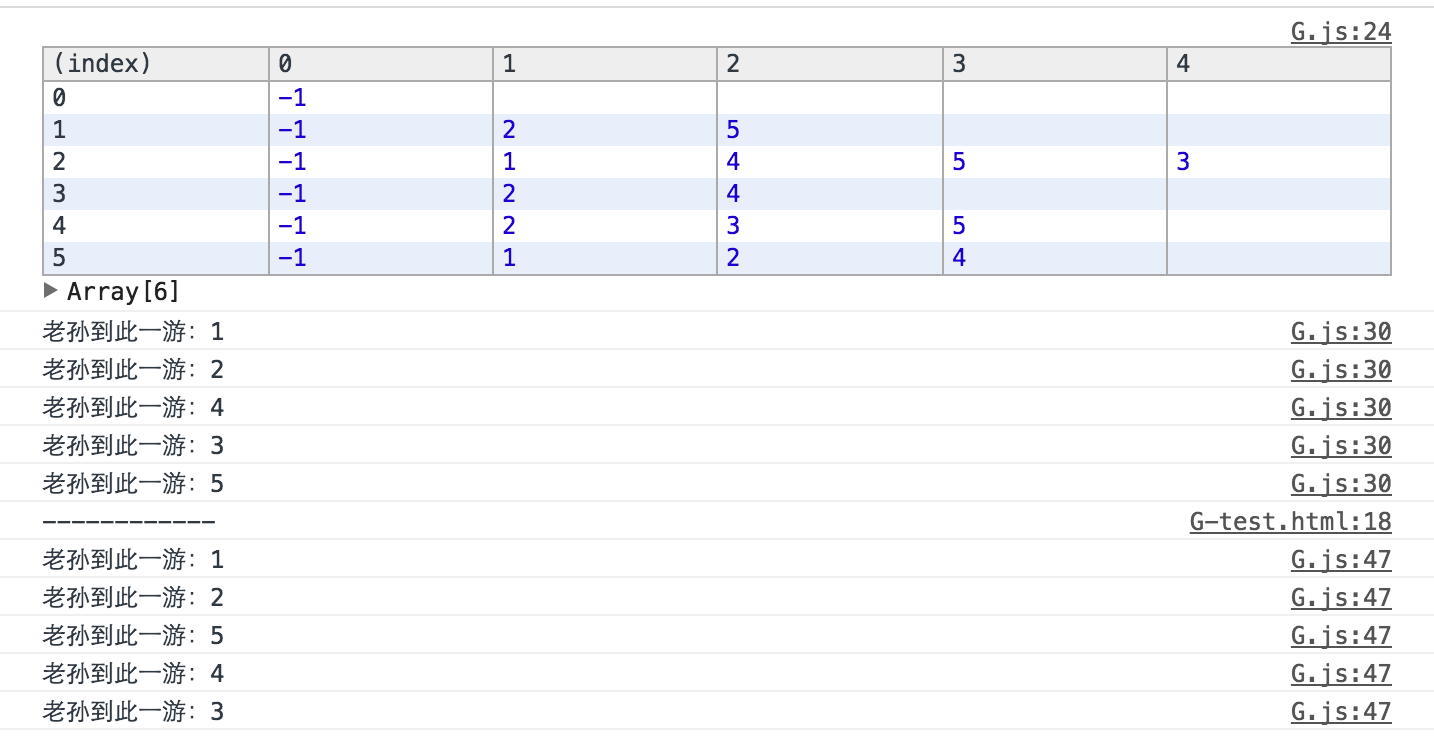 G.js:24
(index) 0 1 2 3 4
0 -1
1 -1 2 5
2 -1 1 4 5 3
3 -1 2 4
4 -1 2 3 5
5 -1 1 2 4
▶ Array[6]
老孙到此一游：1 G.js:30
老孙到此一游：2 G.js:30
老孙到此一游：4 G.js:30
老孙到此一游：3 G.js:30
老孙到此一游：5 G.js:30
------------ G-test.html:18
老孙到此一游：1 G.js:47
老孙到此一游：2 G.js:47
老孙到此一游：5 G.js:47
老孙到此一游：4 G.js:47
老孙到此一游：3 G.js:47